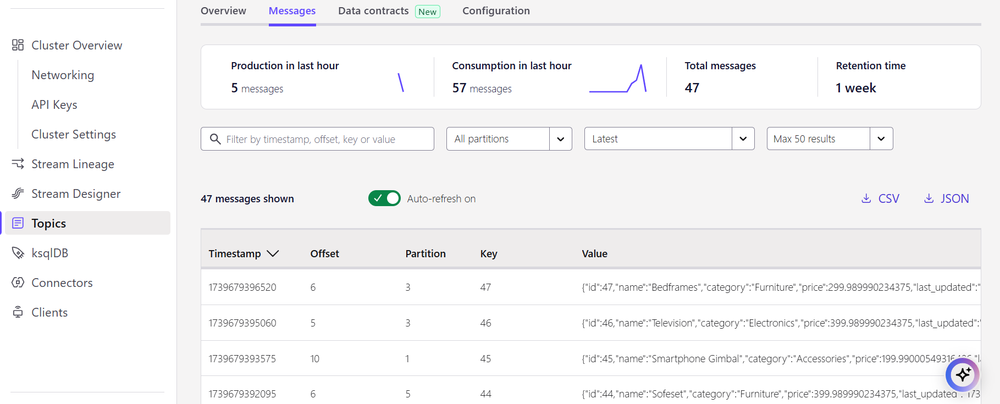 Overview Messages Data contracts New Configuration
Cluster Overview
Networking
API Keys
Cluster Settings
Stream Lineage
Stream Designer
Topics
ksqlDB
Connectors
Clients
Production in last hour
5 messages
Consumption in last hour
57 messages
Total messages
47
Retention time
1 week
Filter by timestamp, offset, key or value
All partitions
Latest
Max 50 results
47 messages shown
Auto-refresh on
CSV
JSON
Timestamp Offset Partition Key Value
1739679396520 6 3 47 {"id":47,"name":"Bedframes","category":"Furniture","price":299.989990234375,"last_updated":"
1739679395060 5 3 46 {"id":46,"name":"Television","category":"Electronics","price":399.989990234375,"last_updated":"
1739679393575 10 1 45 {"id":45,"name":"Smartphone Gimbal","category":"Accessories","price":199.99000549316406,"la
1739679392095 6 5 44 {"id":44,"name":"Sofeset","category":"Furniture","price":399.989990234375,"last_updated":"173